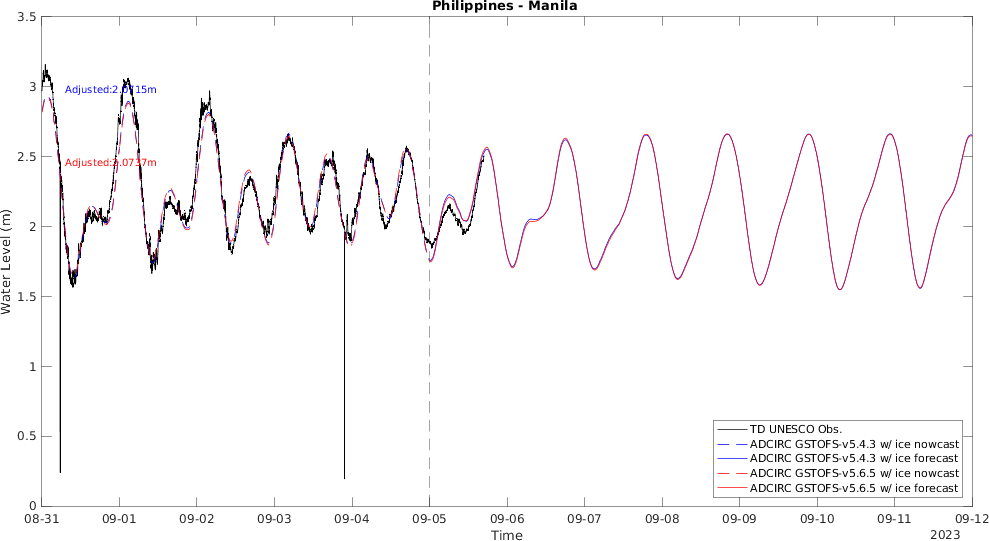 Philippines - Manila
3.5
3
2.5
2
1.5
1
0.5
0
Water Level (m)
Adjusted:2.0715m
Adjusted:2.0737m
TD UNESCO Obs.
ADCIRC GSTOFS-v5.4.3 w/ ice nowcast
ADCIRC GSTOFS-v5.4.3 w/ ice forecast
ADCIRC GSTOFS-v5.6.5 w/ ice nowcast
ADCIRC GSTOFS-v5.6.5 w/ ice forecast
08-31 09-01 09-02 09-03 09-04 09-05 09-06 09-07 09-08 09-09 09-10 09-11 09-12
Time
2023